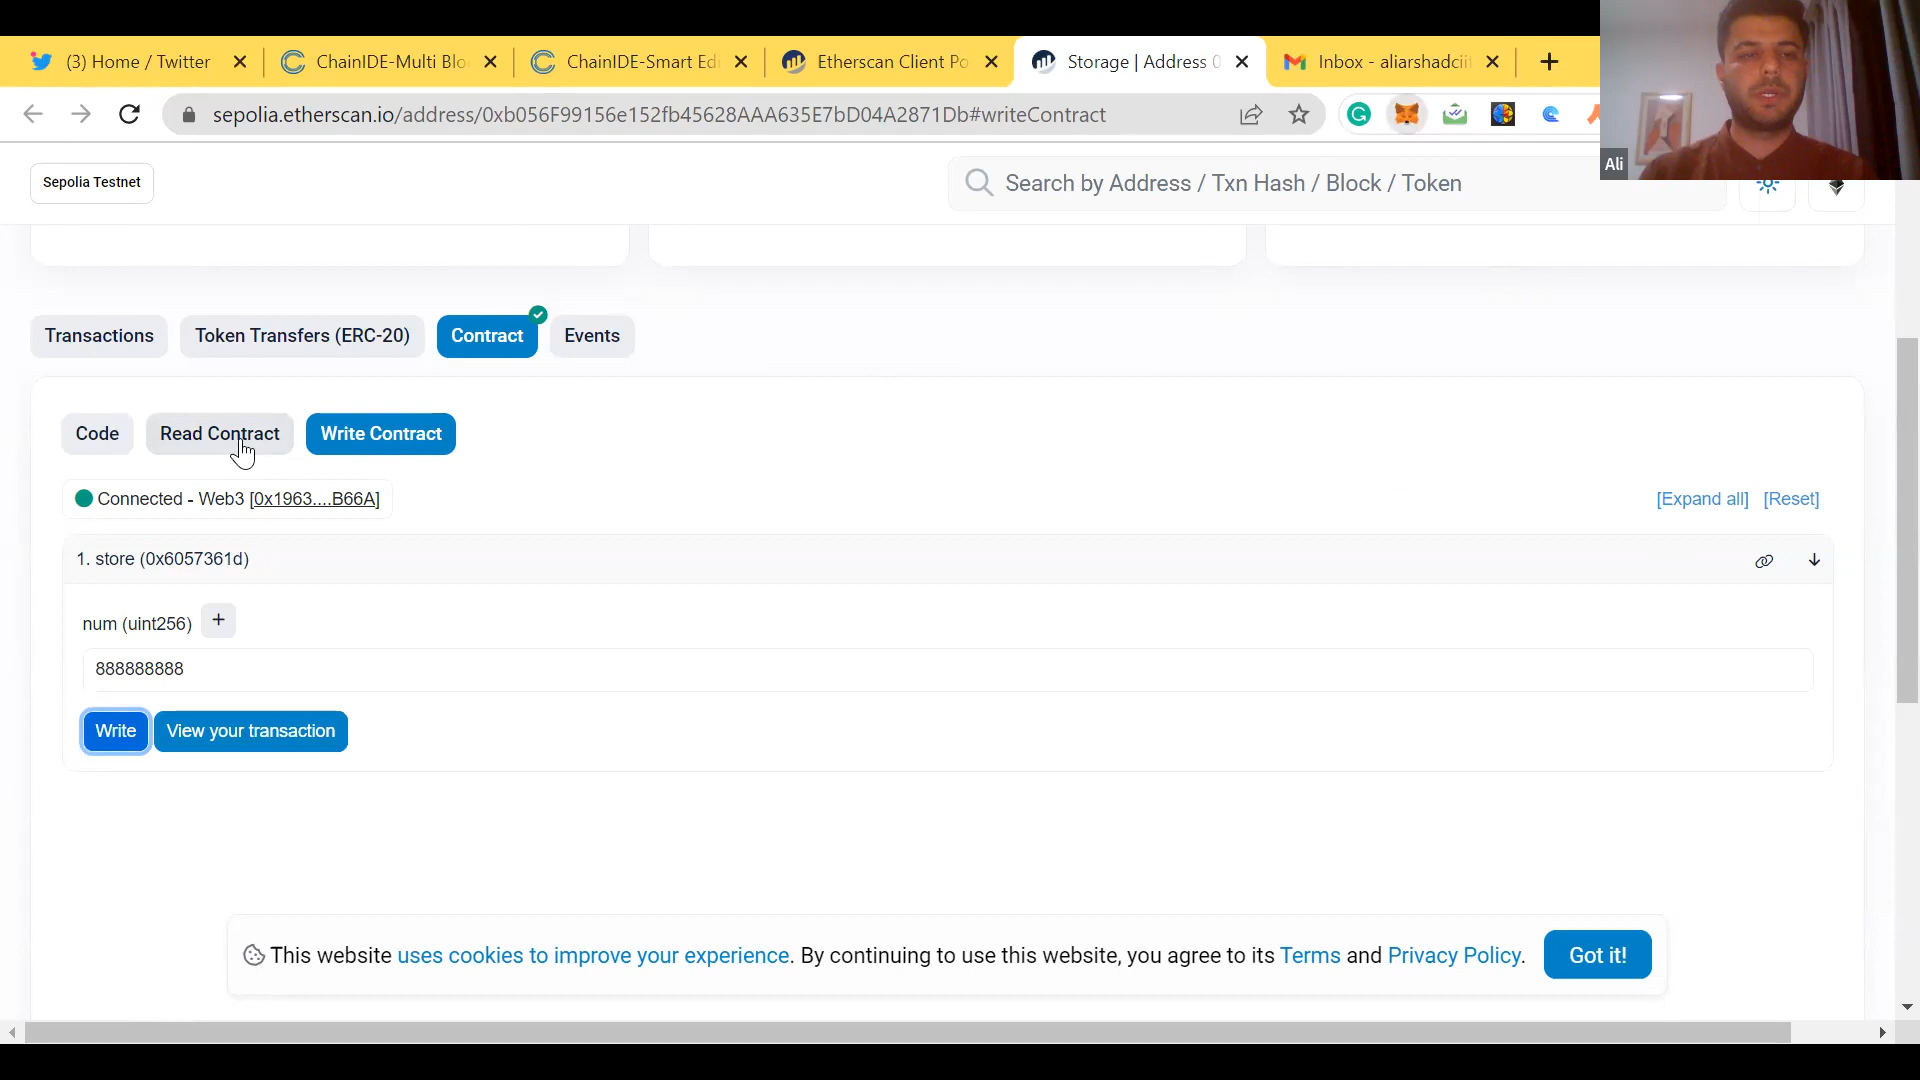 (3) Home / Twitter
ChainIDE-Multi Blo
ChainIDE-Smart Edi
Etherscan Client Po
Storage | Address 0
Inbox - aliarshadcii
sepolia.etherscan.io/address/0xb056F99156e152fb45628AAA635E7bD04A2871Db#writeContract
Ali
Sepolia Testnet
Search by Address / Txn Hash / Block / Token
Transactions
Token Transfers (ERC-20)
Contract
Events
Code
Read Contract
Write Contract
Connected - Web3 [0x1963....B66A]
[Expand all]
[Reset]
1. store (0x6057361d)
num (uint256)
+
888888888
Write
View your transaction
This website uses cookies to improve your experience. By continuing to use this website, you agree to its Terms and Privacy Policy.
Got it!